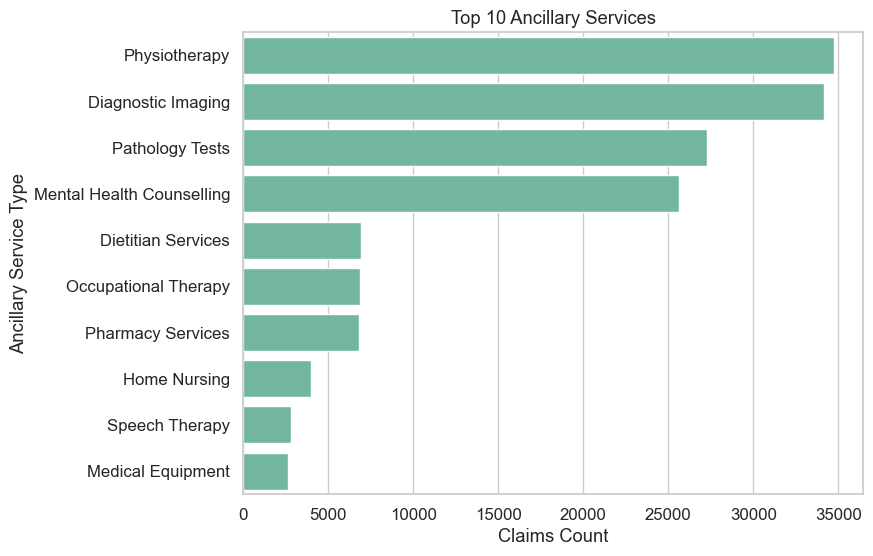 Top 10 Ancillary Services
Ancillary Service Type
Physiotherapy
Diagnostic Imaging
Pathology Tests
Mental Health Counselling
Dietitian Services
Occupational Therapy
Pharmacy Services
Home Nursing
Speech Therapy
Medical Equipment
0 5000 10000 15000 20000 25000 30000 35000
Claims Count